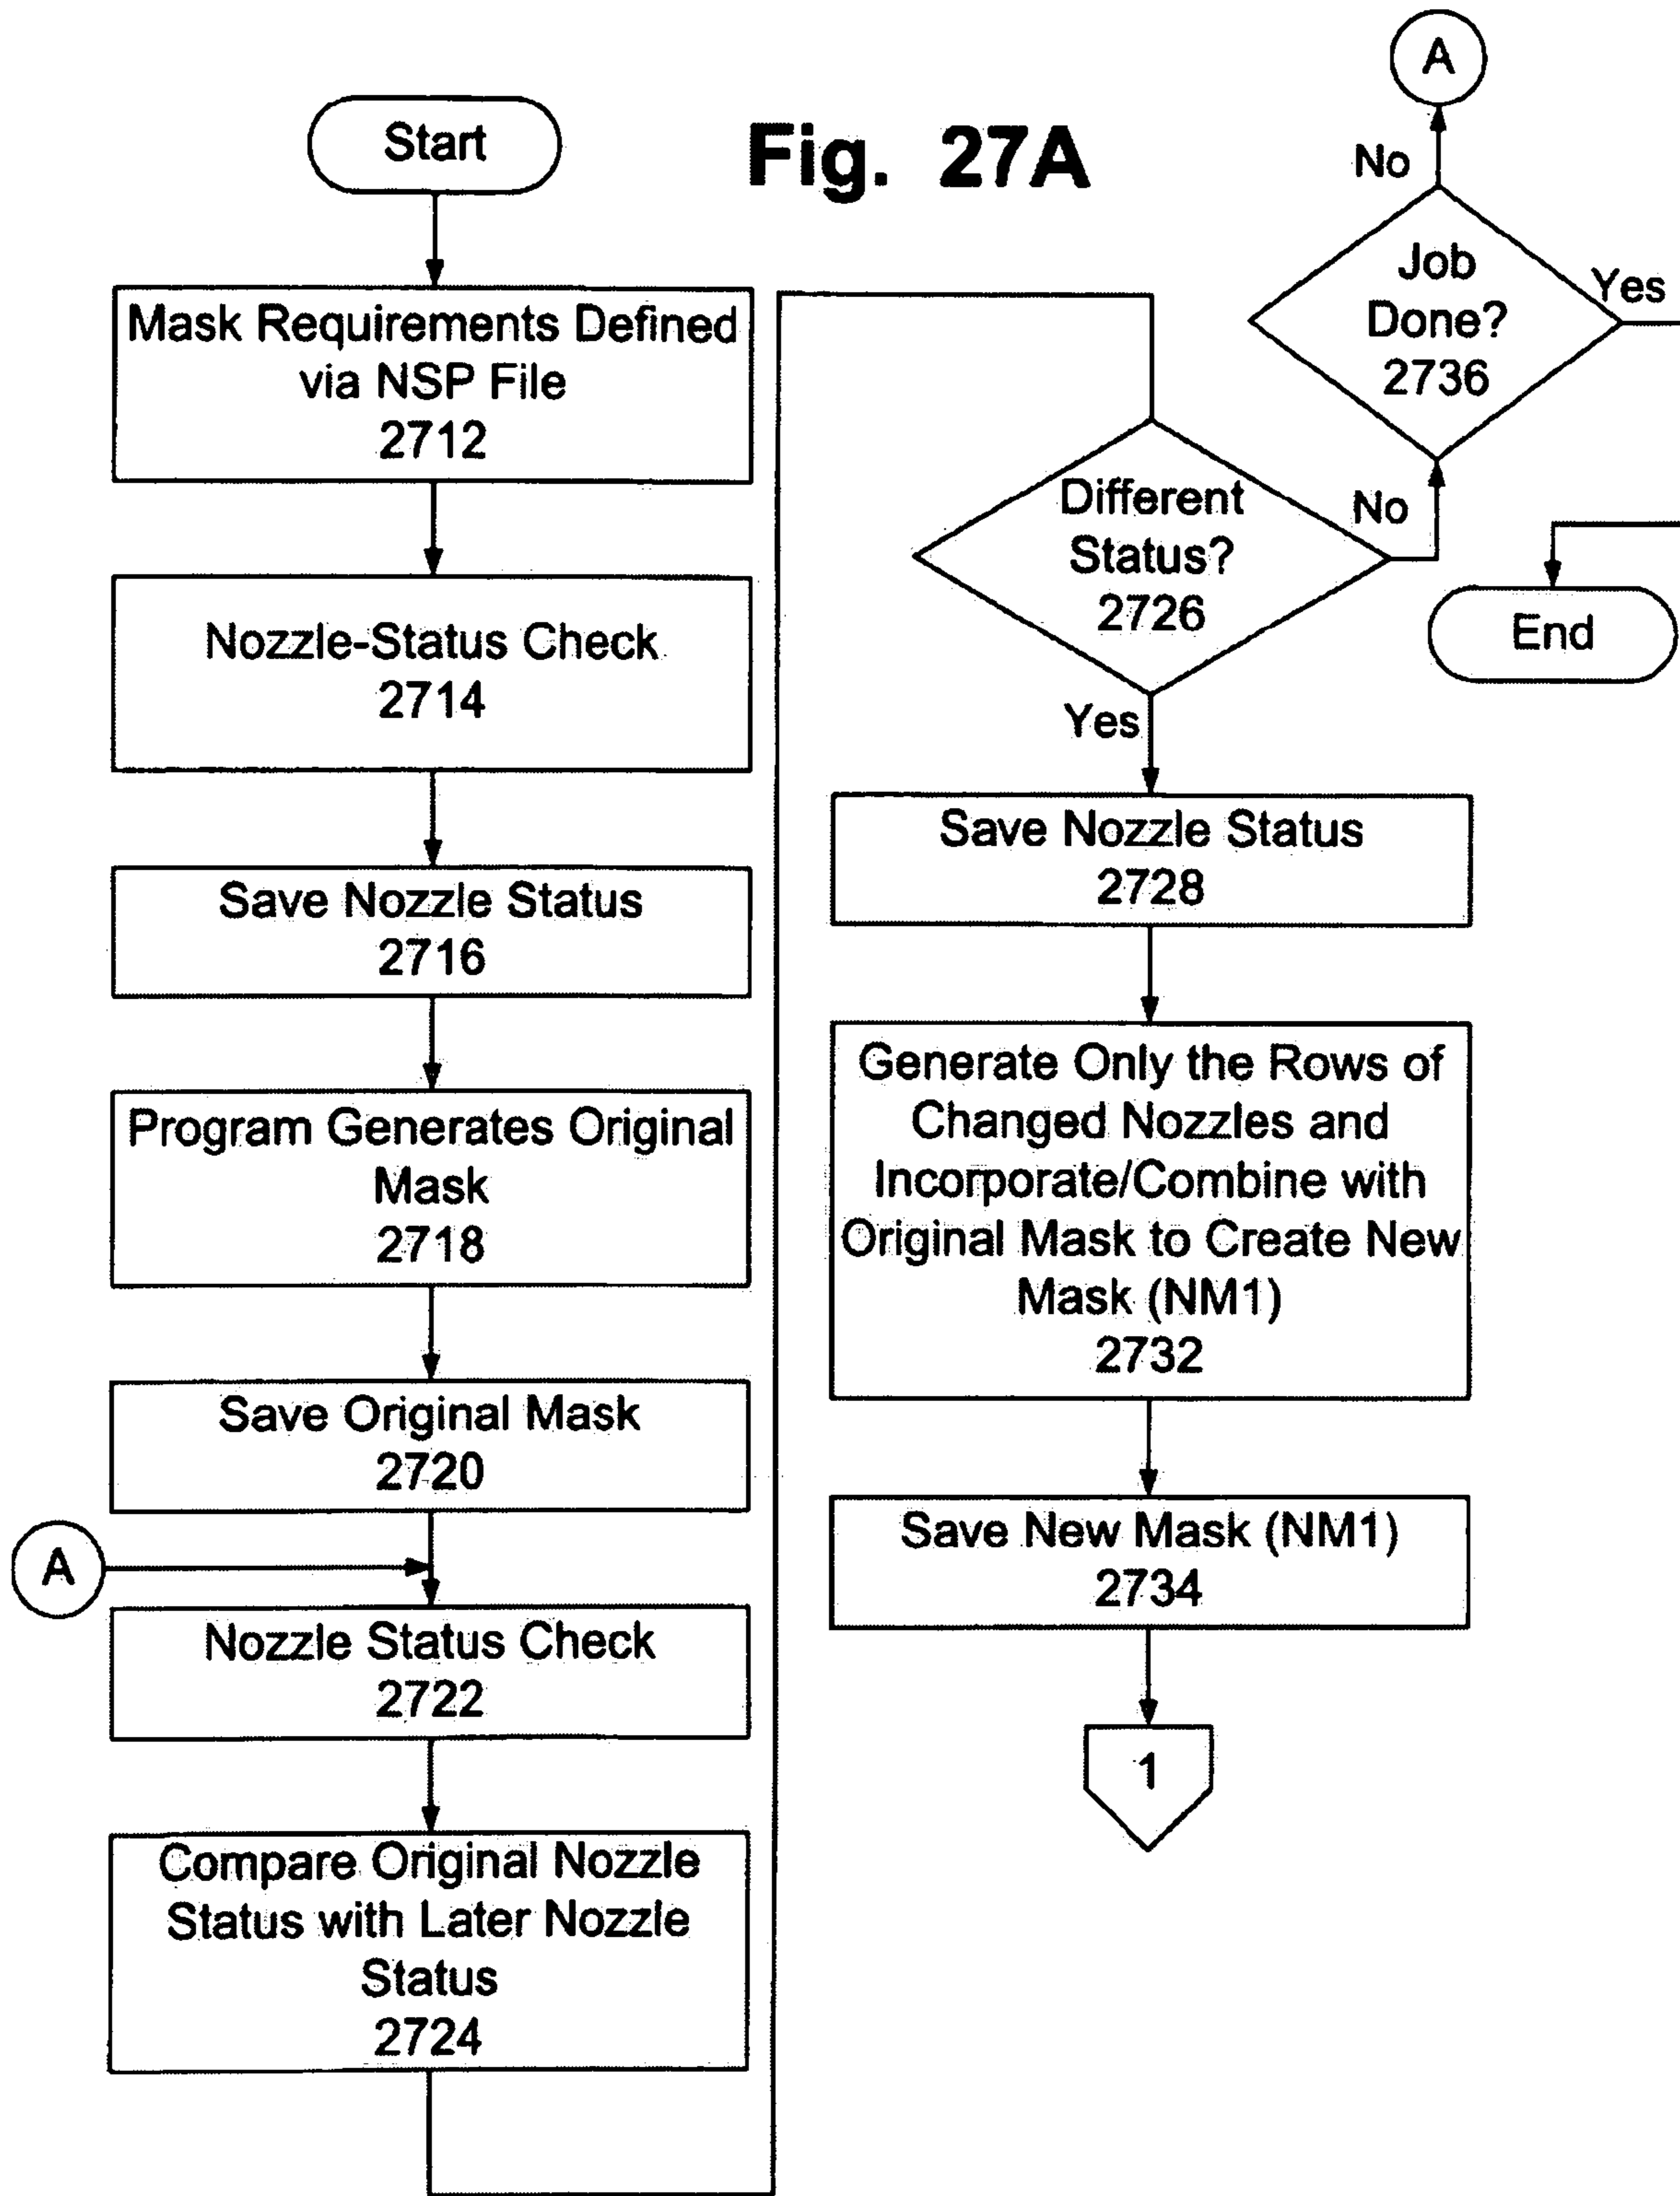 Fig. 27A
Start
Mask Requirements Defined
via NSP File
2712
Nozzle-Status Check
2714
Save Nozzle Status
2716
Program Generates Original
Mask
2718
Save Original Mask
2720
A
Nozzle Status Check
2722
Compare Original Nozzle
Status with Later Nozzle
Status
2724
Different
Status?
2726
No
Yes
A
No
Job
Done?
2736
Yes
End
Save Nozzle Status
2728
Generate Only the Rows of
Changed Nozzles and
Incorporate/Combine with
Original Mask to Create New
Mask (NM1)
2732
Save New Mask (NM1)
2734
1